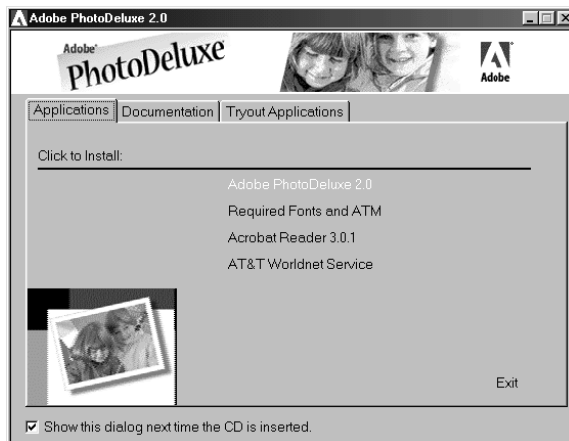 Adobe PhotoDeluxe 2.0
Adobe®
PhotoDeluxe
Adobe
Applications Documentation Tryout Applications
Click to Install:
Adobe PhotoDeluxe 2.0
Required Fonts and ATM
Acrobat Reader 3.0.1
AT&T Worldnet Service
Exit
Show this dialog next time the CD is inserted.